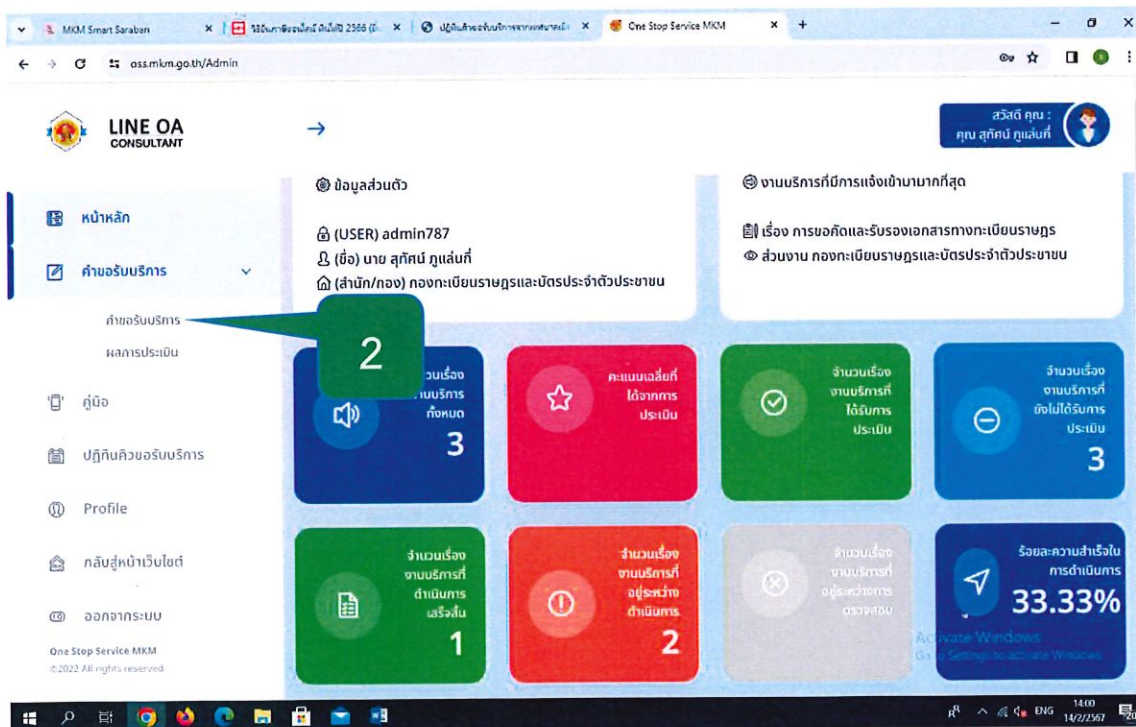 MKM Smart Saraban
One Stop Service MKM
oss.mkm.go.th/Admin
LINE OA
CONSULTANT
สวัสดี คุณ :
คุณ สุทัศน์ ภูแล่นที่
หน้าหลัก
คำขอรับบริการ
คำขอรับบริการ
ผลการประเมิน
คู่มือ
ปฏิทินคิวขอรับบริการ
Profile
กลับสู่หน้าเว็บไซต์
ออกจากระบบ
One Stop Service MKM
©2022 All rights reserved.
ข้อมูลส่วนตัว
(USER) admin787
(ชื่อ) นาย สุทัศน์ ภูแล่นที่
(สำนัก/กอง) กองทะเบียนราษฎรและบัตรประจำตัวประชาชน
งานบริการที่มีการแจ้งเข้ามามากที่สุด
เรื่อง การขอคัดและรับรองเอกสารทางทะเบียนราษฎร
ส่วนงาน กองทะเบียนราษฎรและบัตรประจำตัวประชาชน
2
ทั้งหมด
3
คะแนนเฉลี่ยที่
ได้จากการ
ประเมิน
จำนวนเรื่อง
งานบริการที่
ได้รับการ
ประเมิน
จำนวนเรื่อง
งานบริการที่
ยังไม่ได้รับการ
ประเมิน
3
จำนวนเรื่อง
งานบริการที่
ดำเนินการ
เสร็จสิ้น
1
จำนวนเรื่อง
งานบริการที่
อยู่ระหว่าง
ดำเนินการ
2
จำนวนเรื่อง
งานบริการที่
อยู่ระหว่างการ
ตรวจสอบ
ร้อยละความสำเร็จใน
การดำเนินการ
33.33%
Activate Windows
Go to Settings to activate Windows.
ENG
14:00
14/2/2567